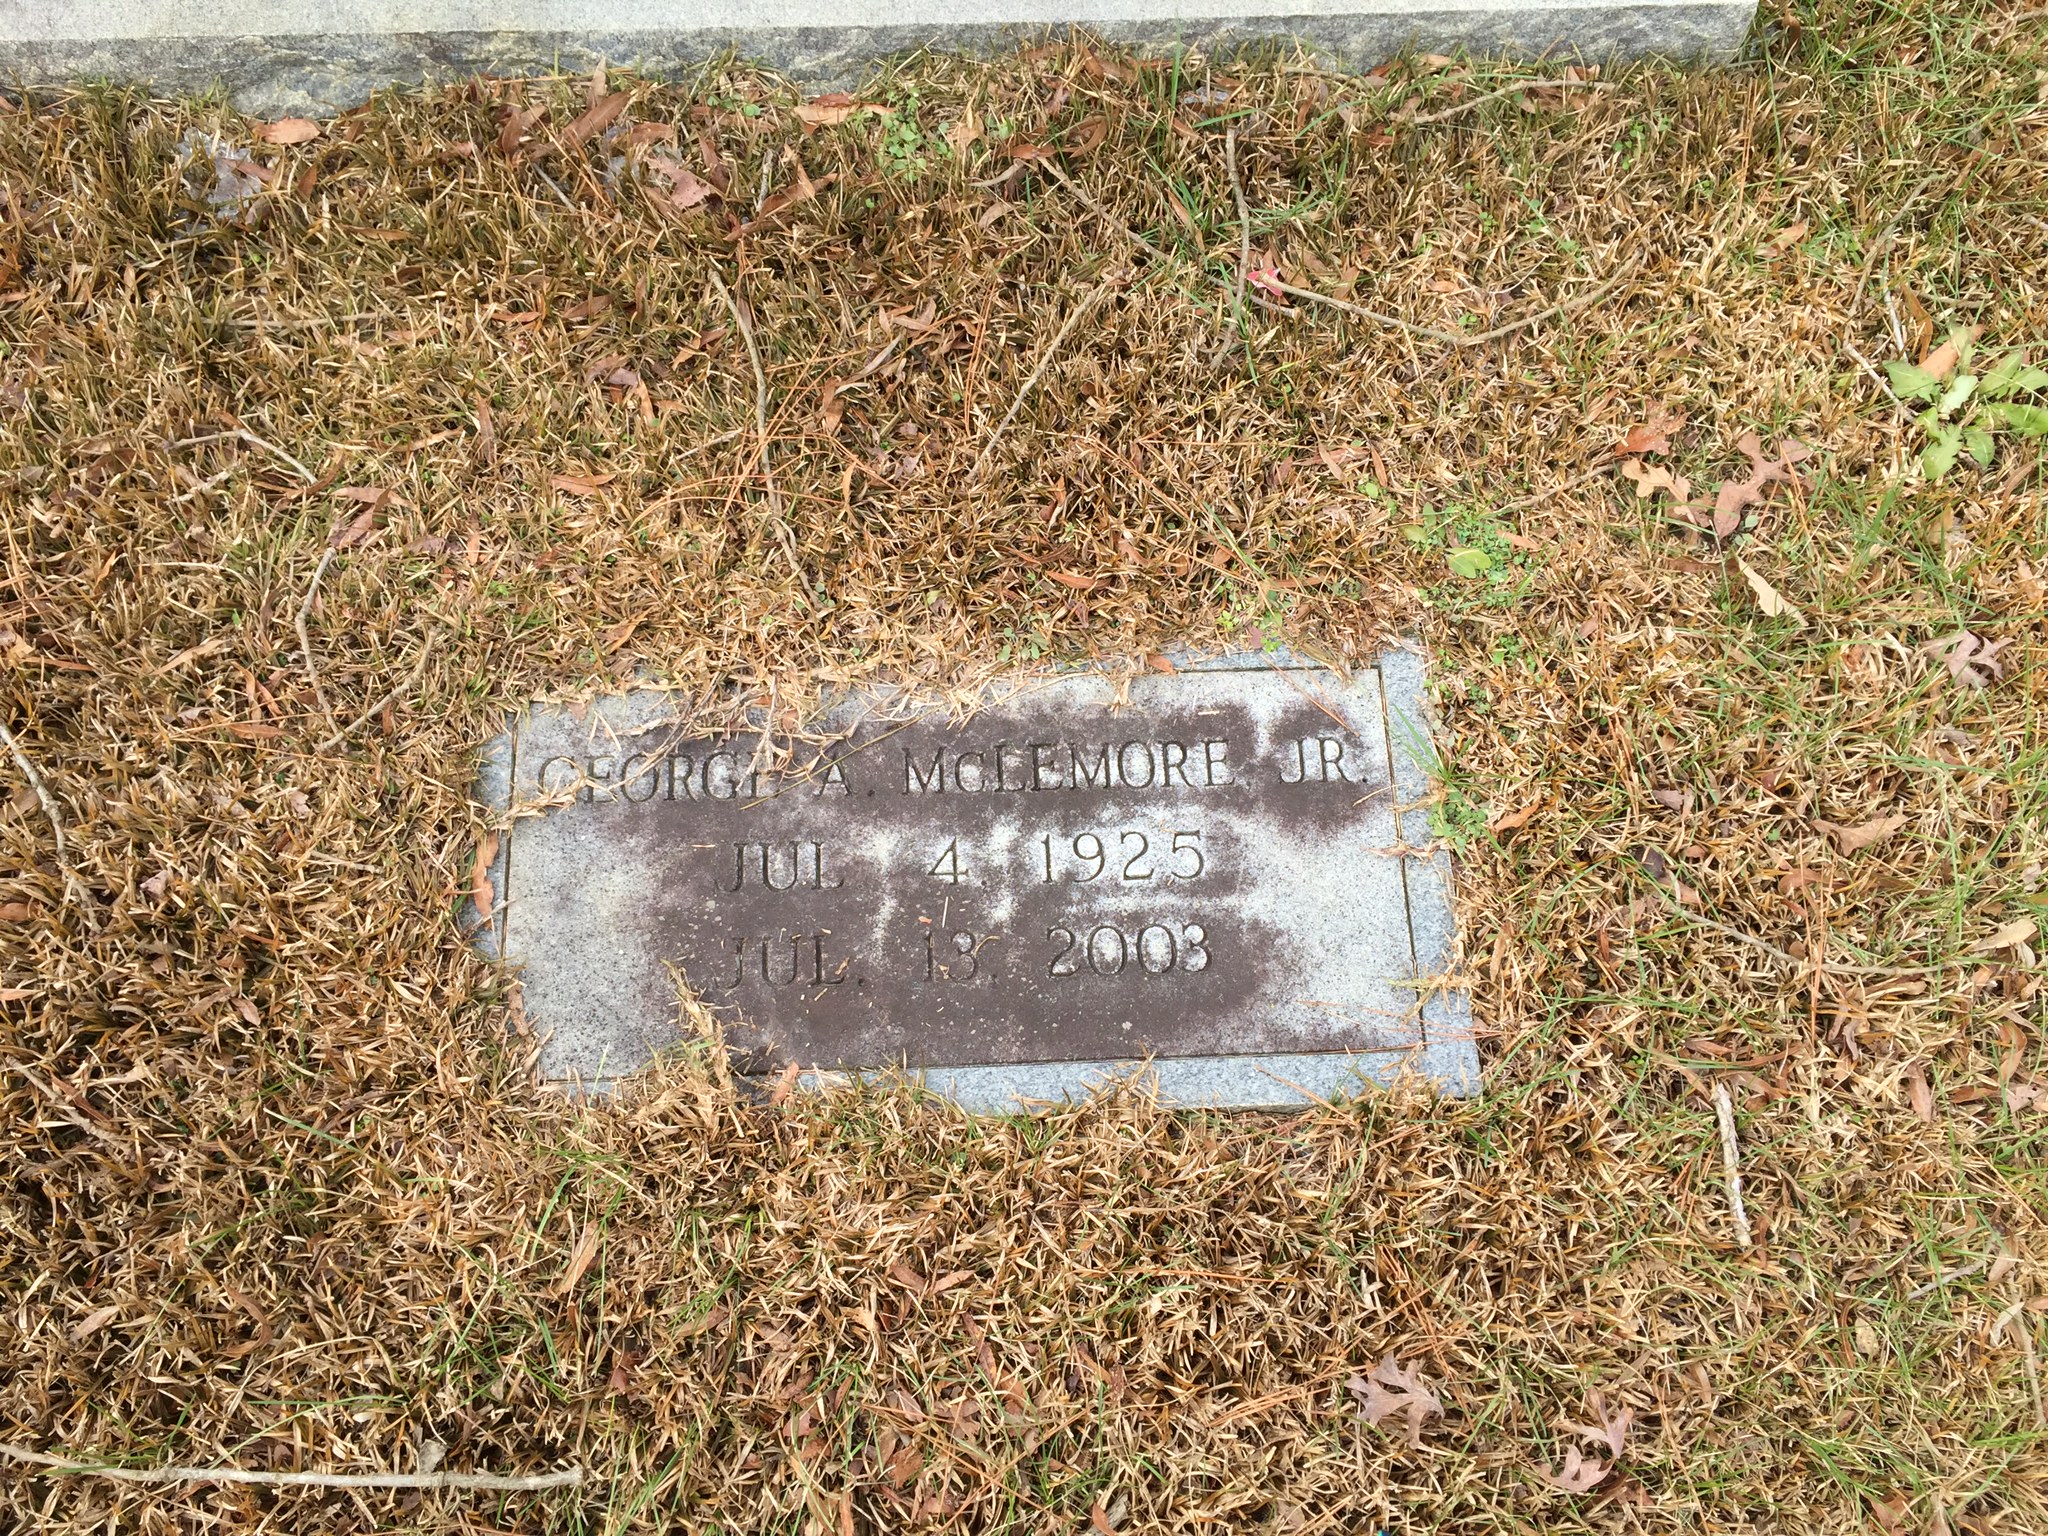 GEORGE A. MCLEMORE, JR.
JUL 4. 1925
JUL. 13. 2003